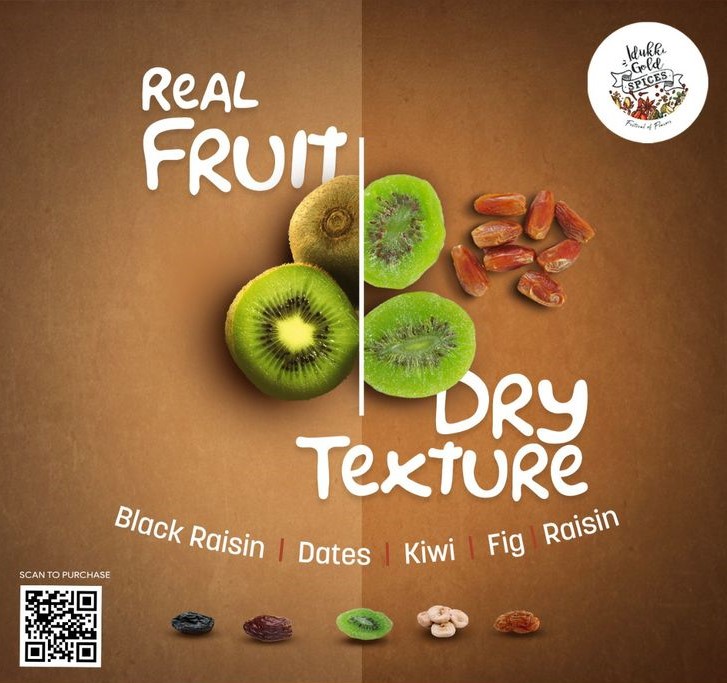 Real
Fruit
Idukki
Gold
SPICES
Festival of Flavors
Dry
Texture
Black Raisin | Dates | Kiwi | Fig | Raisin
SCAN TO PURCHASE